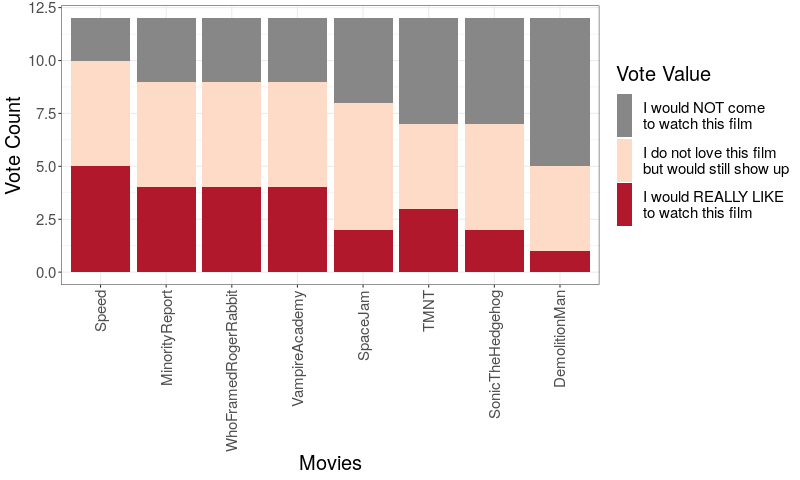 12.5
10.0
7.5
5.0
2.5
0.0
Vote Count
Speed
MinorityReport
WhoFramedRogerRabbit
VampireAcademy
SpaceJam
TMNT
SonicTheHedgehog
DemolitionMan
Movies
Vote Value
I would NOT come
to watch this film
I do not love this film
but would still show up
I would REALLY LIKE
to watch this film